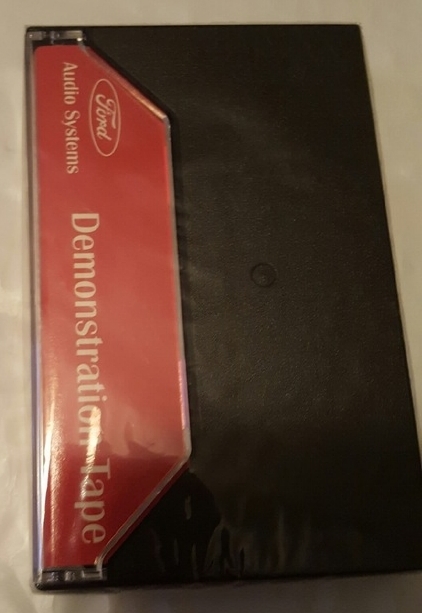 Ford
Audio Systems
Demonstration Tape